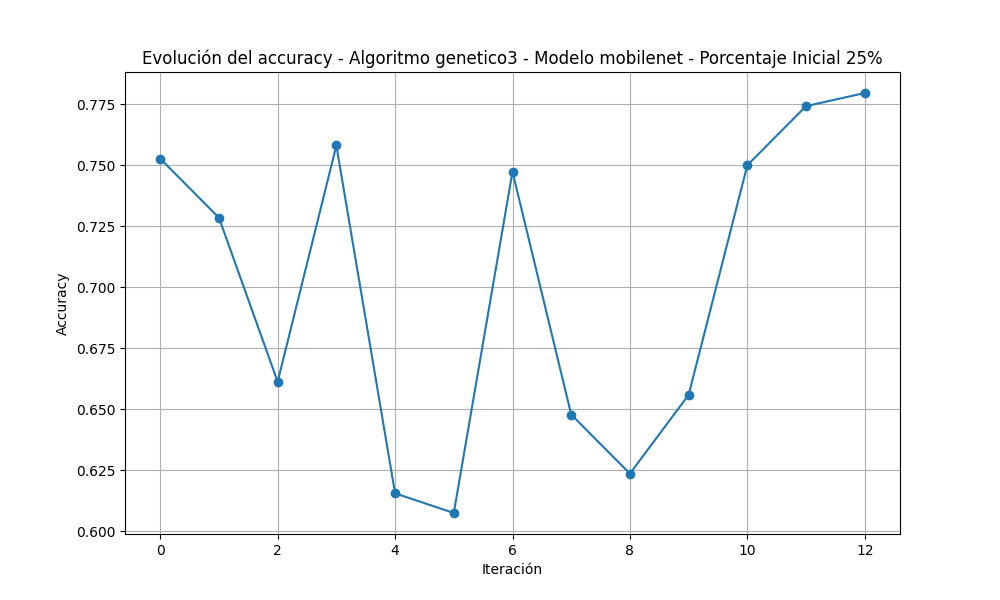 Evolución del accuracy - Algoritmo genetico3 - Modelo mobilenet - Porcentaje Inicial 25%
0.775
0.750
0.725
0.700
0.675
0.650
0.625
0.600
Accuracy
0 2 4 6 8 10 12
Iteración